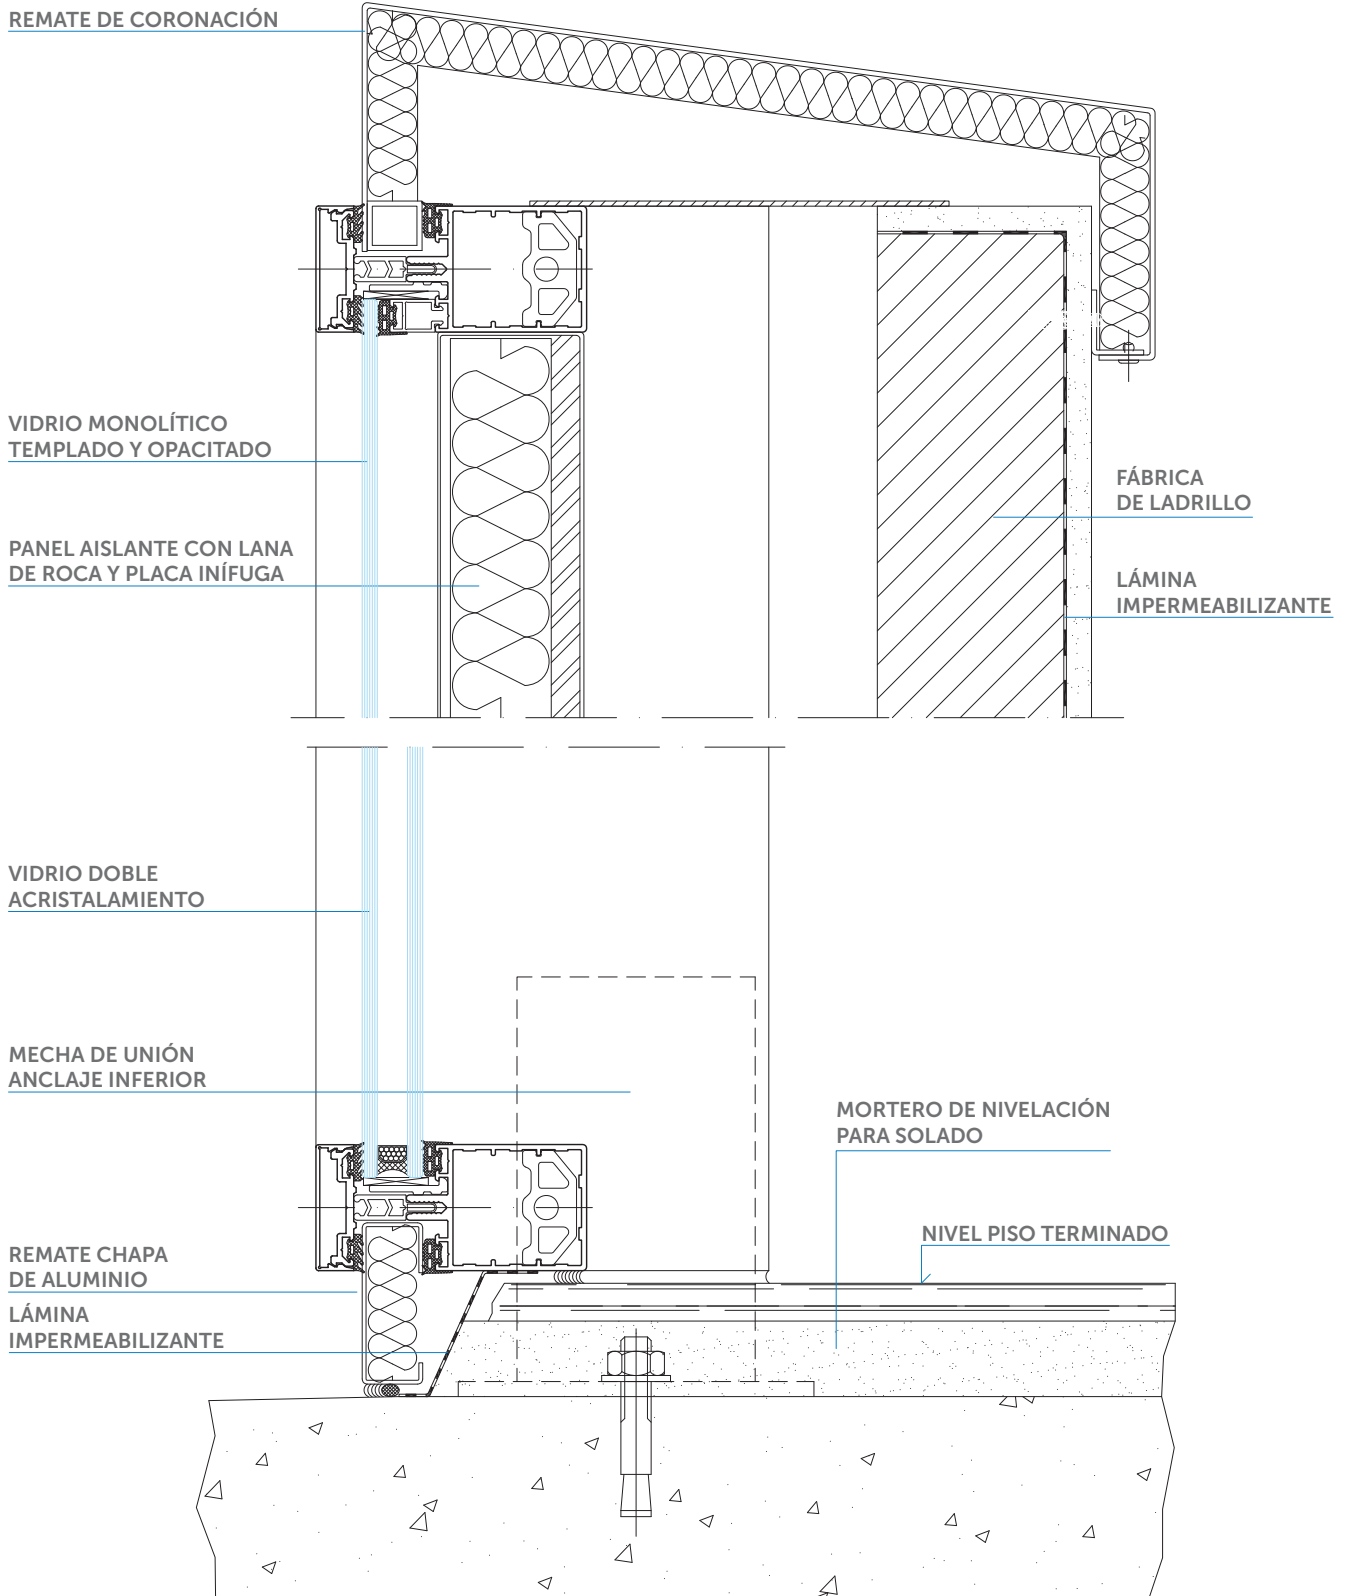 REMATE DE CORONACIÓN
VIDRIO MONOLÍTICO
TEMPLADO Y OPACITADO
FÁBRICA
DE LADRILLO
PANEL AISLANTE CON LANA
DE ROCA Y PLACA INÍFUGA
LÁMINA
IMPERMEABILIZANTE
VIDRIO DOBLE
ACRISTALAMIENTO
MECHA DE UNIÓN
ANCLAJE INFERIOR
MORTERO DE NIVELACIÓN
PARA SOLADO
NIVEL PISO TERMINADO
REMATE CHAPA
DE ALUMINIO
LÁMINA
IMPERMEABILIZANTE